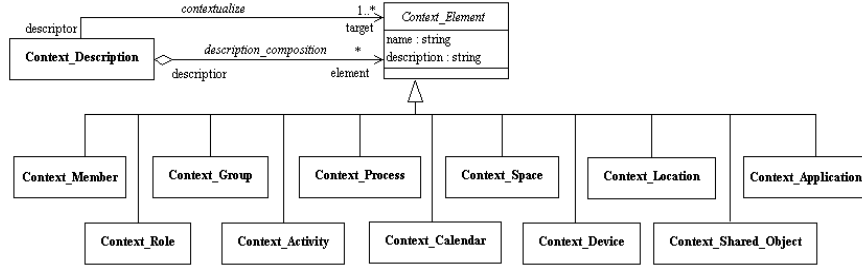 contextualize
1..*
Context_Element
descriptor
target
name : string
description_composition
*
description : string
Context_Description
descriptior
element
Context_Member
Context_Group
Context_Process
Context_Space
Context_Location
Context_Application
Context_Role
Context_Activity
Context_Calendar
Context_Device
Context_Shared_Object